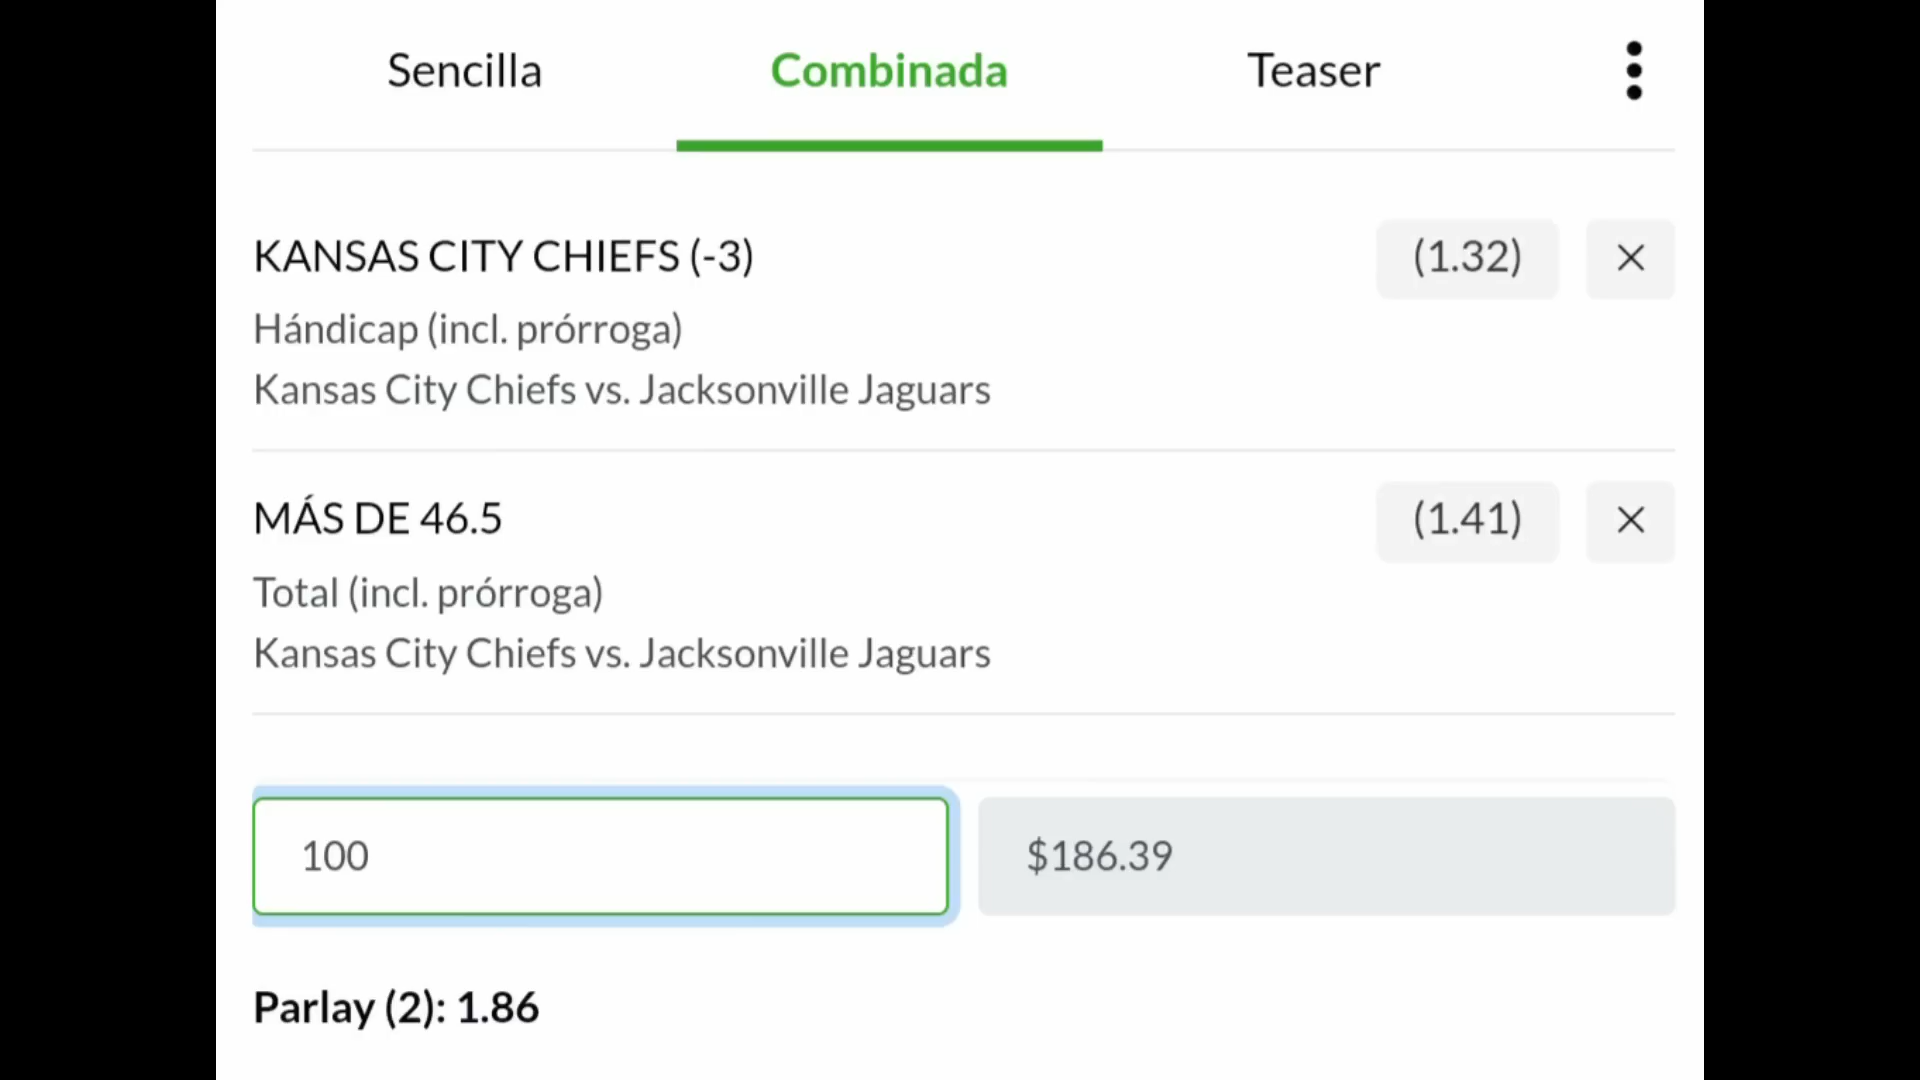 Sencilla Combinada Teaser
KANSAS CITY CHIEFS (-3) (1.32)
Hándicap (incl. prórroga)
Kansas City Chiefs vs. Jacksonville Jaguars
MÁS DE 46.5 (1.41)
Total (incl. prórroga)
Kansas City Chiefs vs. Jacksonville Jaguars
100 $186.39
Parlay (2): 1.86